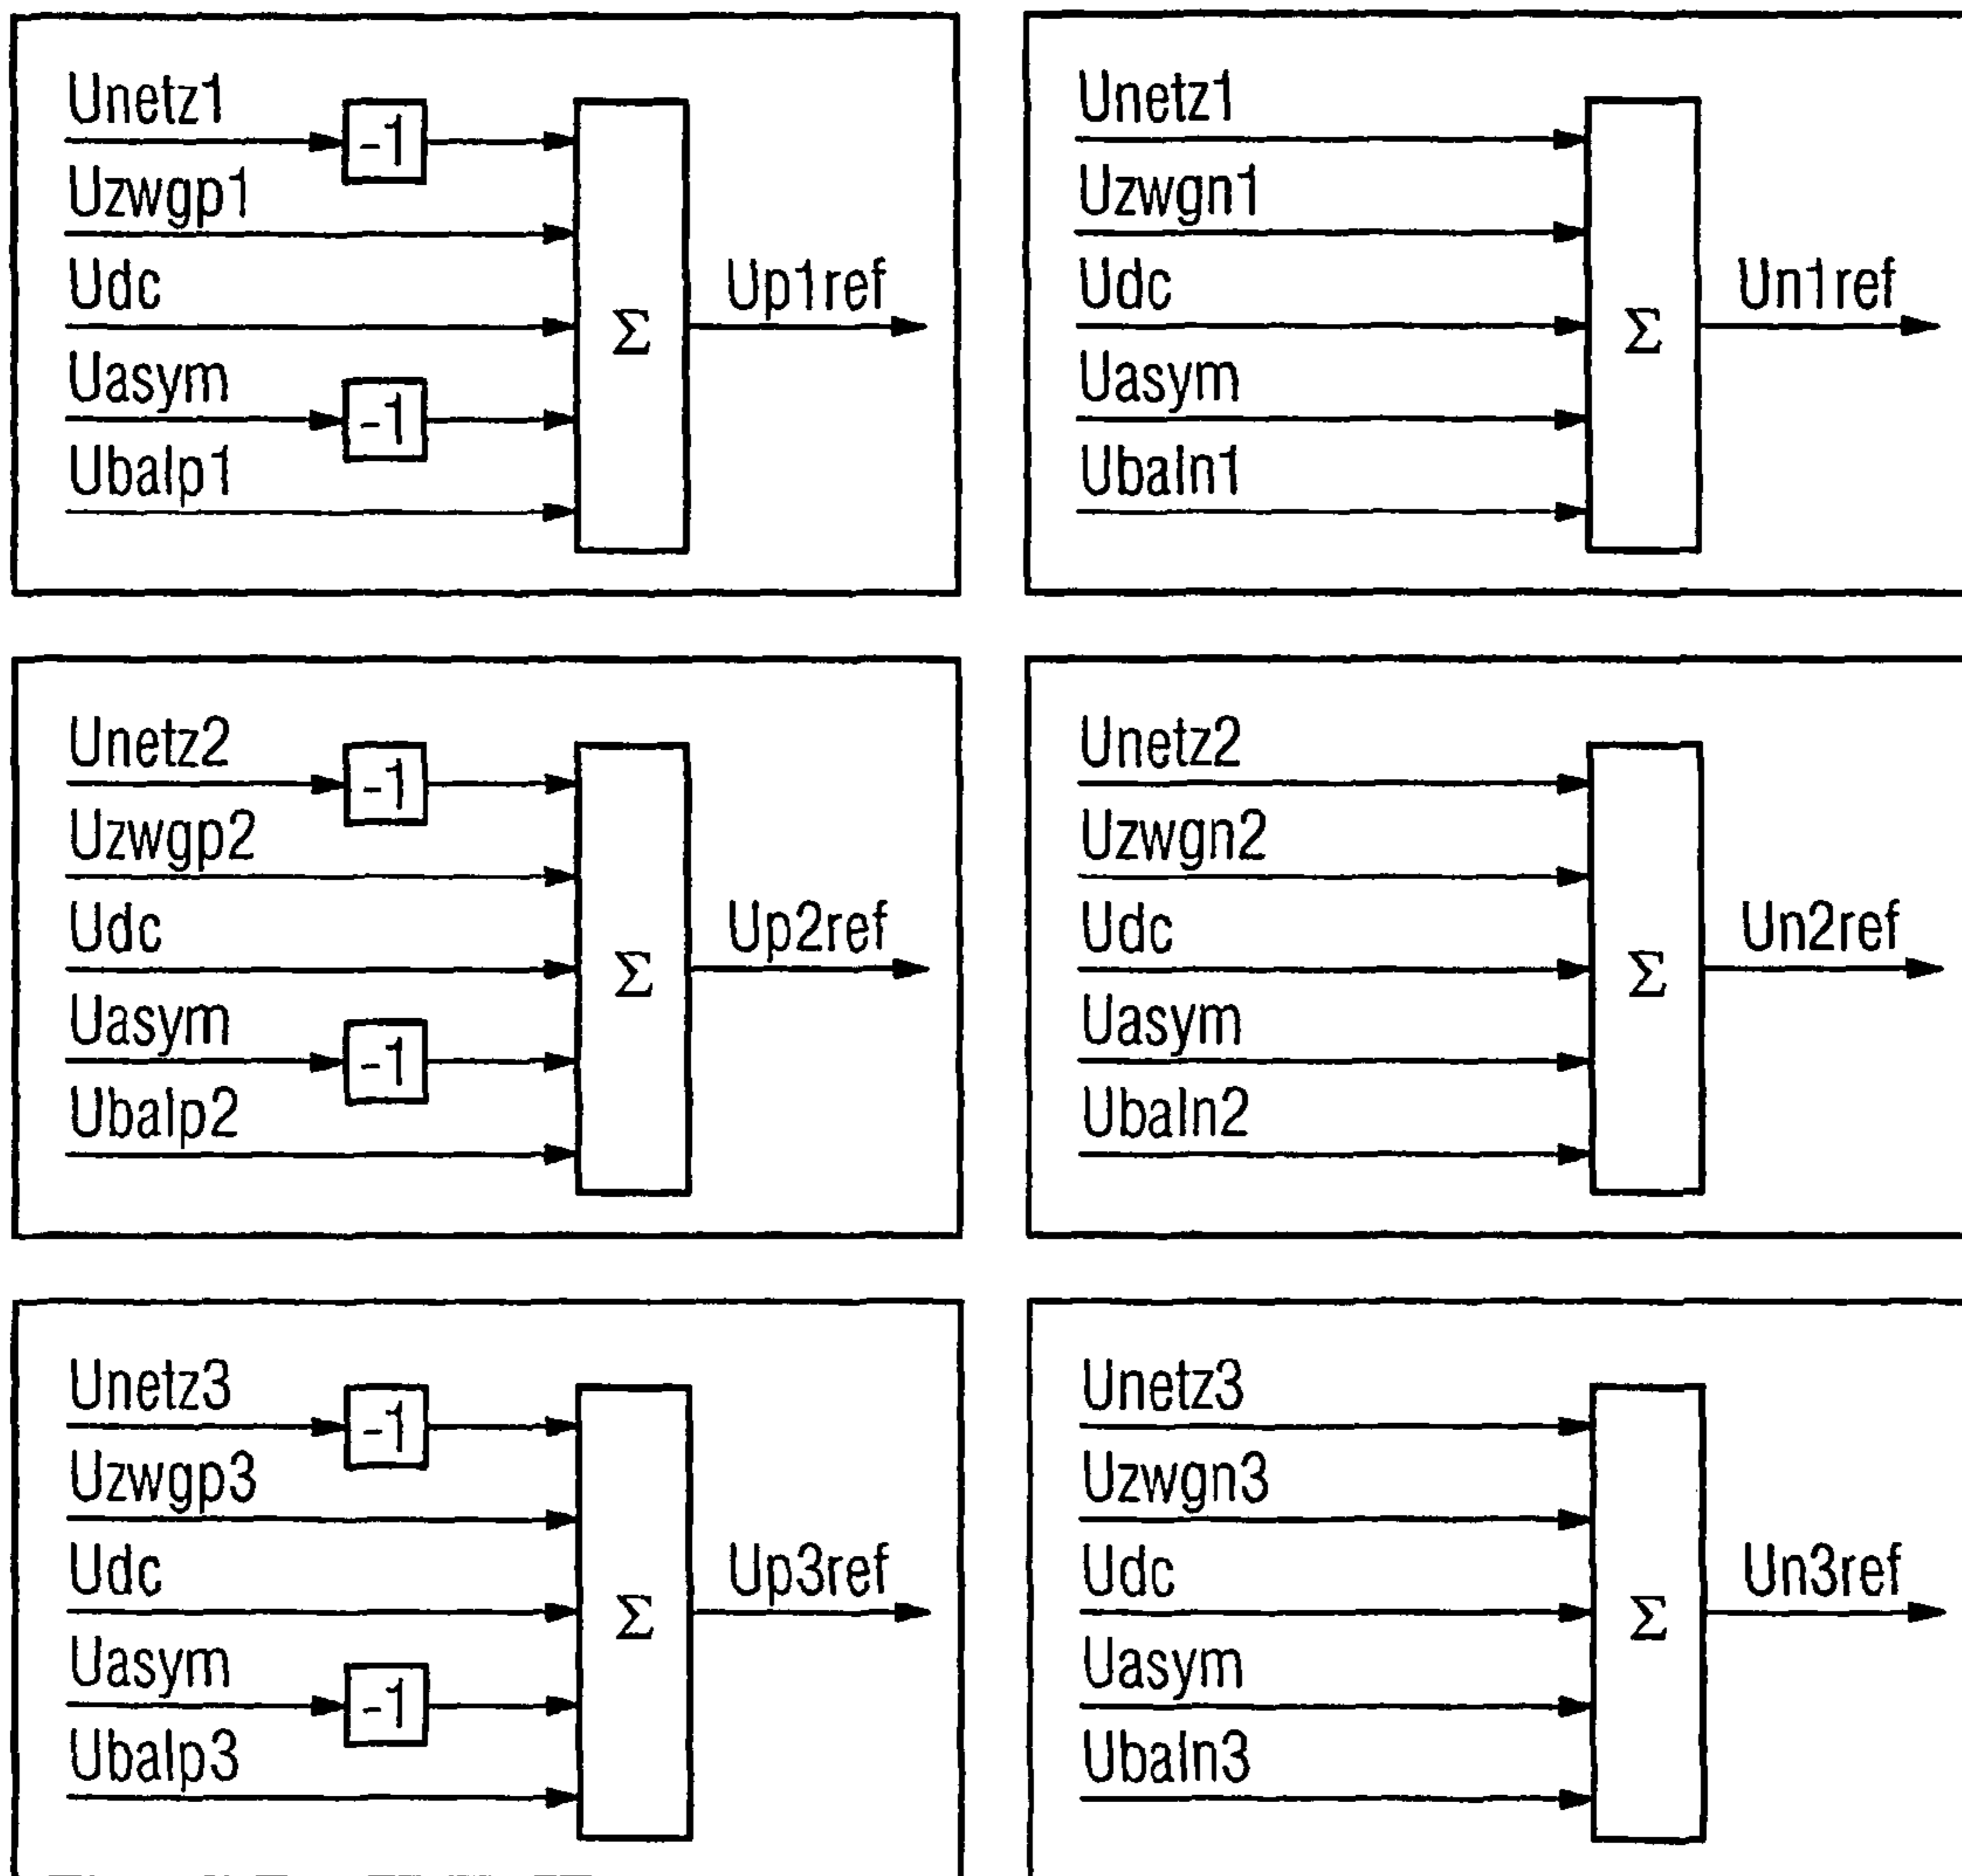 Unetz1
-1
Uzwgp1
Udc
Σ
Up1ref
Uasym
-1
Ubalp1
Unetz1
Uzwgn1
Udc
Σ
Un1ref
Uasym
Ubaln1
Unetz2
-1
Uzwgp2
Udc
Σ
Up2ref
Uasym
-1
Ubalp2
Unetz2
Uzwgn2
Udc
Σ
Un2ref
Uasym
Ubaln2
Unetz3
-1
Uzwgp3
Udc
Σ
Up3ref
Uasym
-1
Ubalp3
Unetz3
Uzwgn3
Udc
Σ
Un3ref
Uasym
Ubaln3